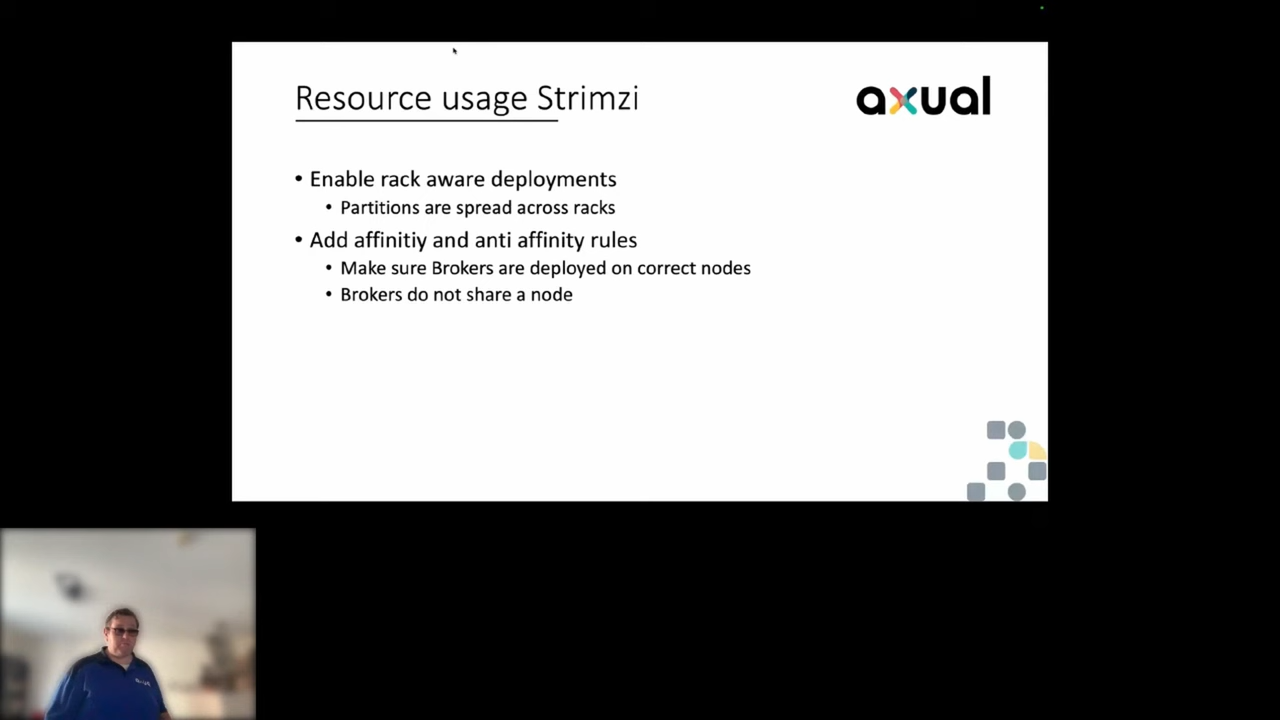 Resource usage Strimzi
axual
• Enable rack aware deployments
• Partitions are spread across racks
• Add affinitiy and anti affinity rules
• Make sure Brokers are deployed on correct nodes
• Brokers do not share a node